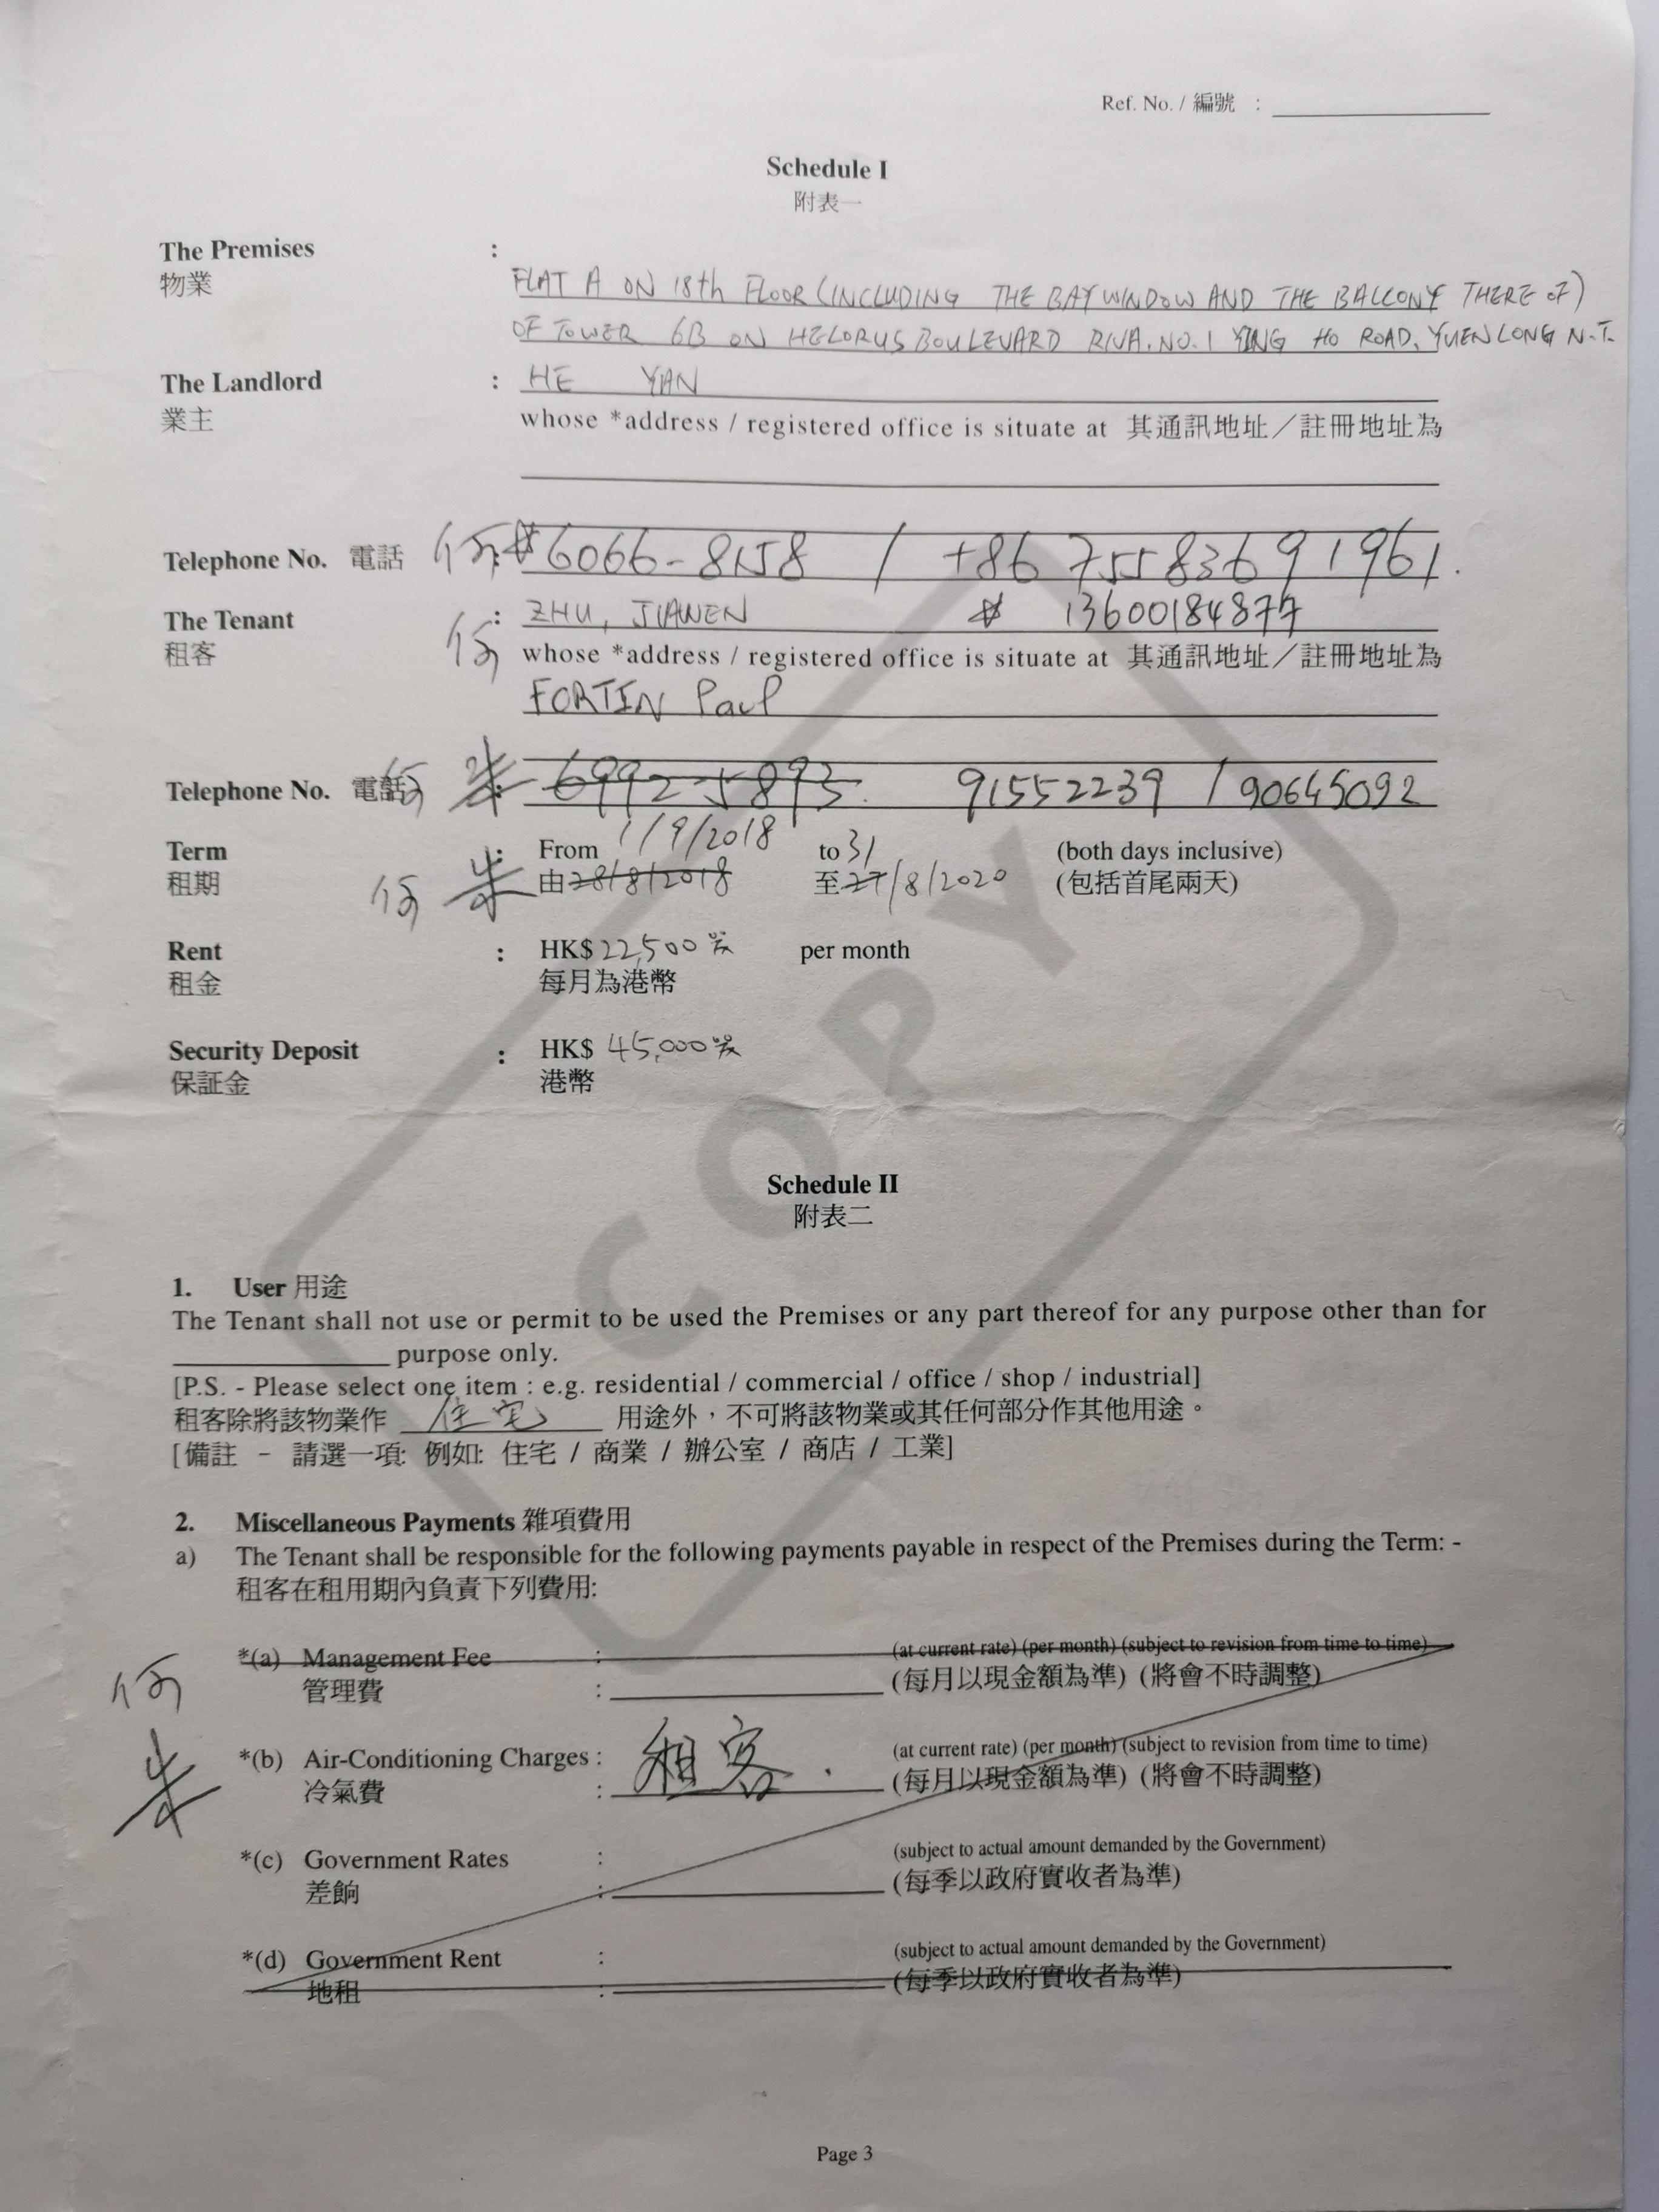 Ref. No. / 編號 :
Schedule I
附表一
The Premises :
物業
FLAT A ON 18th FLOOR (INCLUDING THE BAY WINDOW AND THE BALCONY THERE OF)
OF TOWER 6B ON HELORUS BOULEVARD RIVA. NO. 1 YING HO ROAD, YUEN LONG N.T.
The Landlord : HE YAN
業主
whose *address / registered office is situate at 其通訊地址／註冊地址為
Telephone No. 電話 何 : 6066-8158 / +86 75583691961.
The Tenant : ZHU, JIAWEN 13600184877
租客
何 whose *address / registered office is situate at 其通訊地址／註冊地址為
FORTIN Paul
Telephone No. 電話 何 朱 : 6992-5893. 91552239 / 90645092
Term : From 1/9/2018 to 31 (both days inclusive)
租期 何 朱 由 28/8/2018 至 27/8/2020 (包括首尾兩天)
Rent : HK$ 22,500 per month
租金 每月為港幣
Security Deposit : HK$ 45,000
保証金 港幣
Schedule II
附表二
1. User 用途
The Tenant shall not use or permit to be used the Premises or any part thereof for any purpose other than for
purpose only.
[P.S. - Please select one item : e.g. residential / commercial / office / shop / industrial]
租客除將該物業作 住宅 用途外，不可將該物業或其任何部分作其他用途。
[備註 - 請選一項: 例如: 住宅 / 商業 / 辦公室 / 商店 / 工業]
2. Miscellaneous Payments 雜項費用
a) The Tenant shall be responsible for the following payments payable in respect of the Premises during the Term: -
租客在租用期內負責下列費用:
*(a) Management Fee : (at current rate) (per month) (subject to revision from time to time)
何 管理費 : (每月以現金額為準) (將會不時調整)
*(b) Air-Conditioning Charges : 租客. (at current rate) (per month) (subject to revision from time to time)
朱 冷氣費 : (每月以現金額為準) (將會不時調整)
*(c) Government Rates : (subject to actual amount demanded by the Government)
差餉 : (每季以政府實收者為準)
*(d) Government Rent : (subject to actual amount demanded by the Government)
地租 : (每季以政府實收者為準)
COPY
Page 3